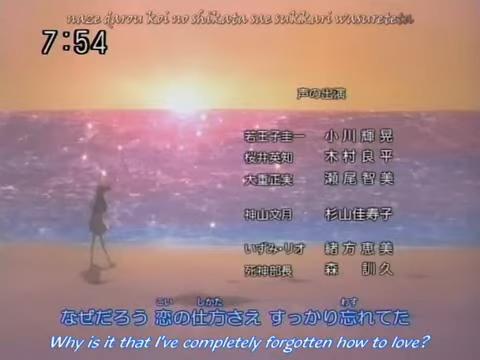 naze darou koi no shikata sae sukkari wasureteta
7:54
声の出演
若王子圭一 小川輝晃
桜井英知 木村良平
大重正実 瀬尾智美
神山文月 杉山佳寿子
いずみ・リオ 緒方恵美
死神部長 森 訓久
こい しかた わす
なぜだろう 恋の仕方さえ すっかり忘れてた
Why is it that I've completely forgotten how to love?